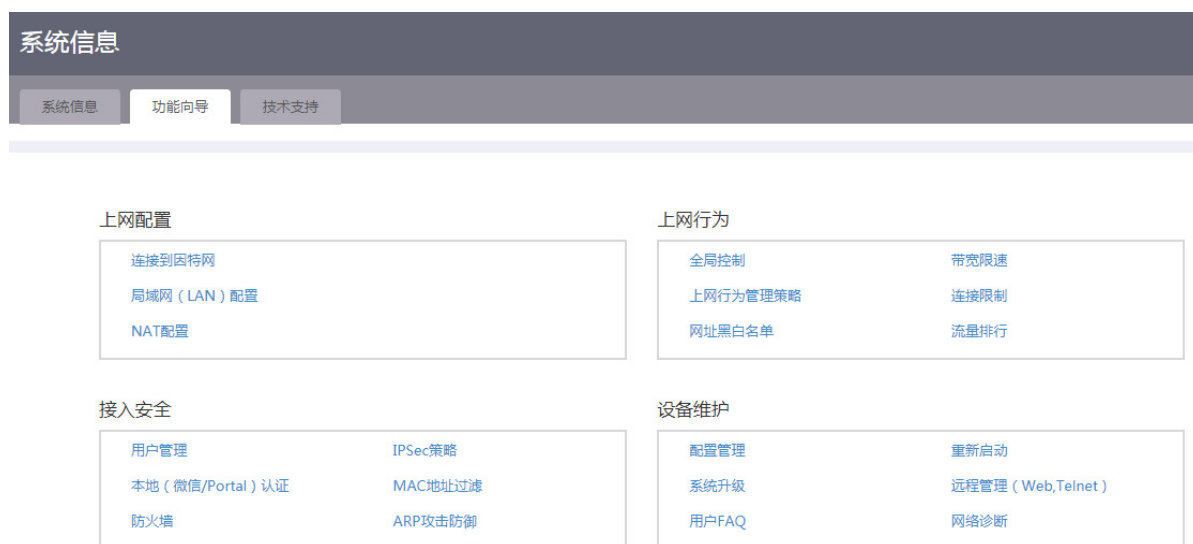 系统信息
系统信息 功能向导 技术支持
上网配置
连接到因特网
局域网（LAN）配置
NAT配置
上网行为
全局控制 带宽限速
上网行为管理策略 连接限制
网址黑白名单 流量排行
接入安全
用户管理 IPSec策略
本地（微信/Portal）认证 MAC地址过滤
防火墙 ARP攻击防御
设备维护
配置管理 重新启动
系统升级 远程管理（Web,Telnet）
用户FAQ 网络诊断